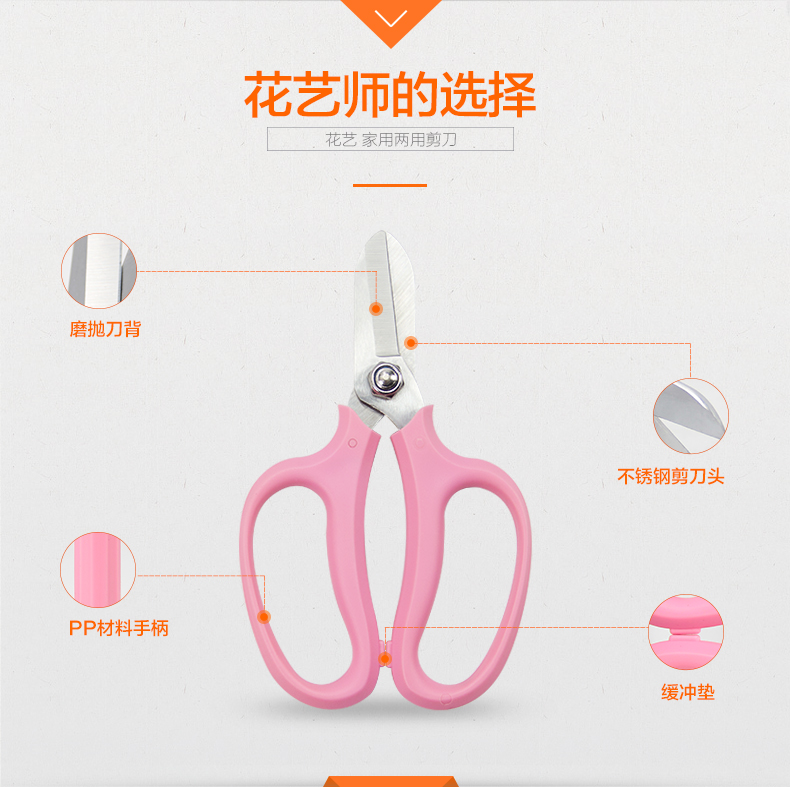 花艺师的选择
花艺 家用两用剪刀
磨抛刀背
不锈钢剪刀头
PP材料手柄
缓冲垫